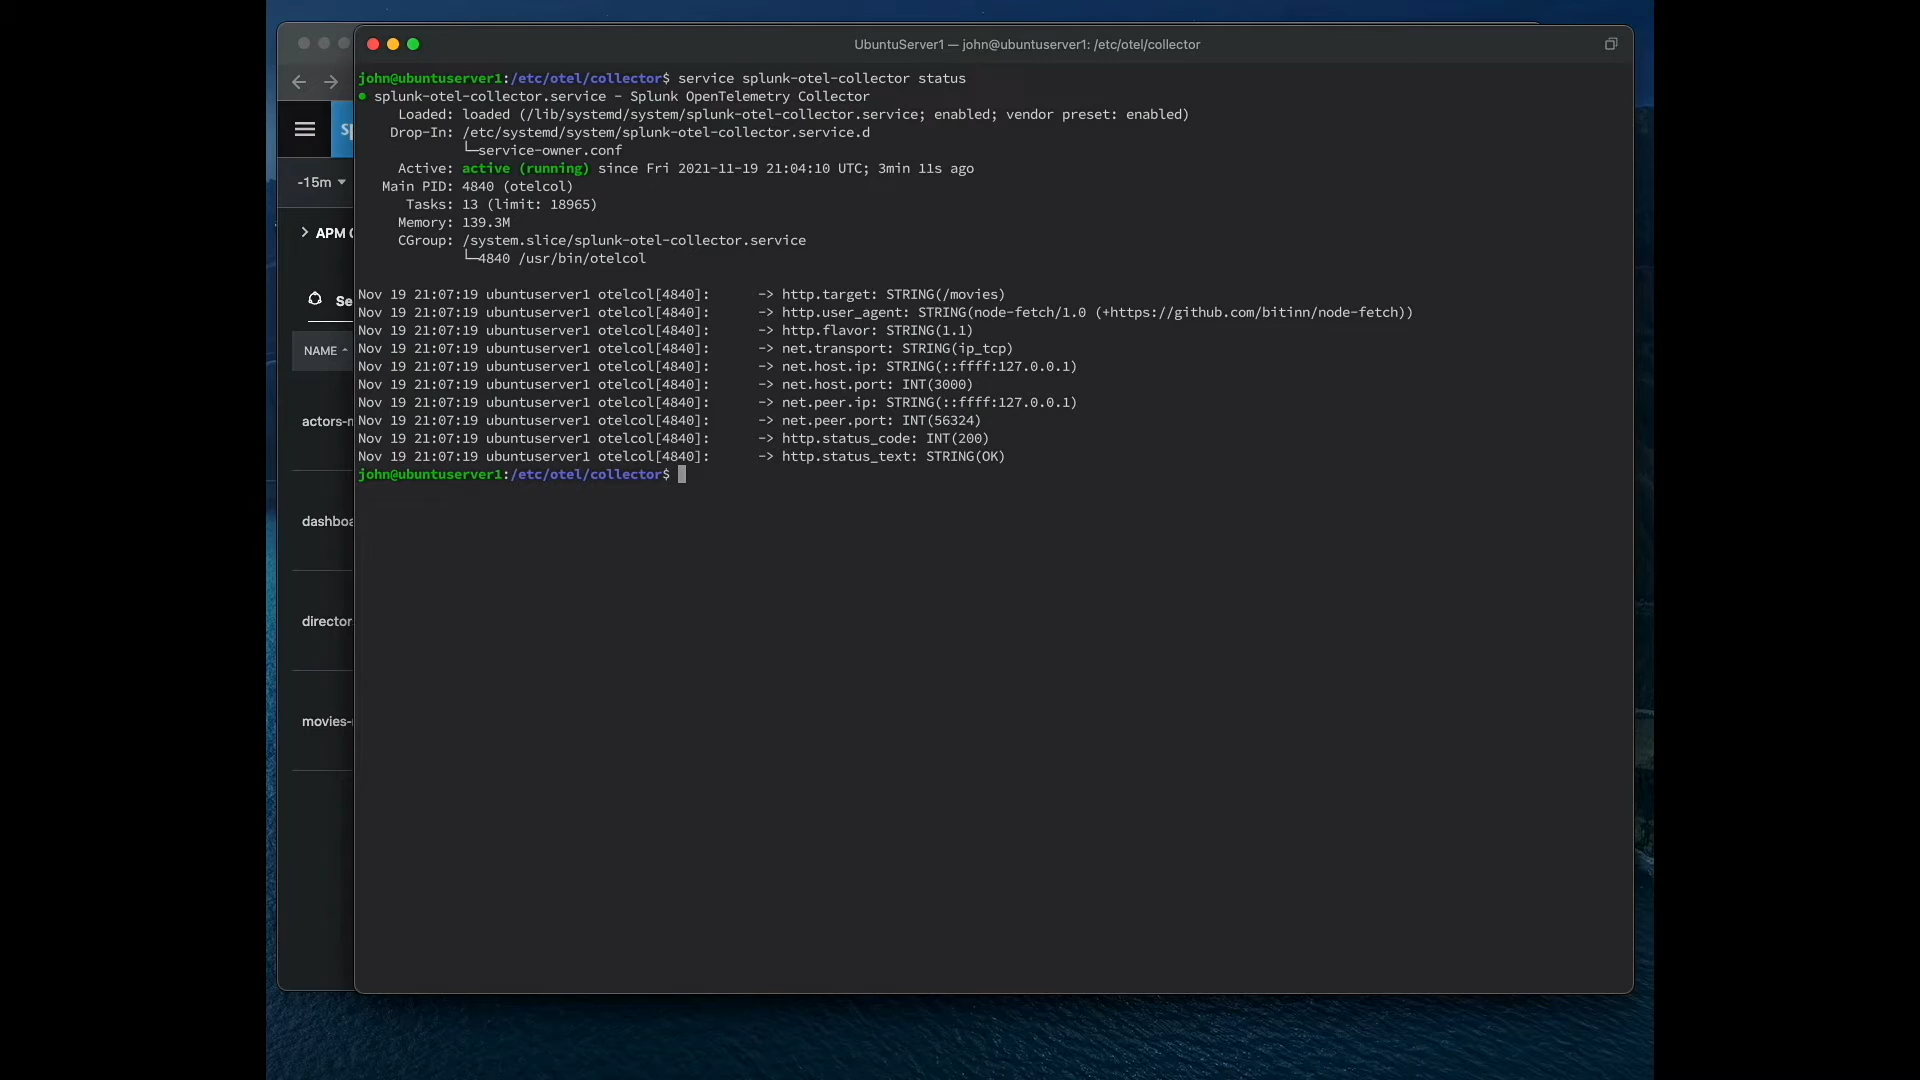 UbuntuServer1 — john@ubuntuserver1: /etc/otel/collector
john@ubuntuserver1:/etc/otel/collector$ service splunk-otel-collector status
● splunk-otel-collector.service - Splunk OpenTelemetry Collector
Loaded: loaded (/lib/systemd/system/splunk-otel-collector.service; enabled; vendor preset: enabled)
Drop-In: /etc/systemd/system/splunk-otel-collector.service.d
└─service-owner.conf
Active: active (running) since Fri 2021-11-19 21:04:10 UTC; 3min 11s ago
Main PID: 4840 (otelcol)
Tasks: 13 (limit: 18965)
Memory: 139.3M
CGroup: /system.slice/splunk-otel-collector.service
└─4840 /usr/bin/otelcol
Nov 19 21:07:19 ubuntuserver1 otelcol[4840]: -> http.target: STRING(/movies)
Nov 19 21:07:19 ubuntuserver1 otelcol[4840]: -> http.user_agent: STRING(node-fetch/1.0 (+https://github.com/bitinn/node-fetch))
Nov 19 21:07:19 ubuntuserver1 otelcol[4840]: -> http.flavor: STRING(1.1)
Nov 19 21:07:19 ubuntuserver1 otelcol[4840]: -> net.transport: STRING(ip_tcp)
Nov 19 21:07:19 ubuntuserver1 otelcol[4840]: -> net.host.ip: STRING(::ffff:127.0.0.1)
Nov 19 21:07:19 ubuntuserver1 otelcol[4840]: -> net.host.port: INT(3000)
Nov 19 21:07:19 ubuntuserver1 otelcol[4840]: -> net.peer.ip: STRING(::ffff:127.0.0.1)
Nov 19 21:07:19 ubuntuserver1 otelcol[4840]: -> net.peer.port: INT(56324)
Nov 19 21:07:19 ubuntuserver1 otelcol[4840]: -> http.status_code: INT(200)
Nov 19 21:07:19 ubuntuserver1 otelcol[4840]: -> http.status_text: STRING(OK)
john@ubuntuserver1:/etc/otel/collector$
sp
-15m
APM
Se
NAME
actors-
dashboa
director
movies-